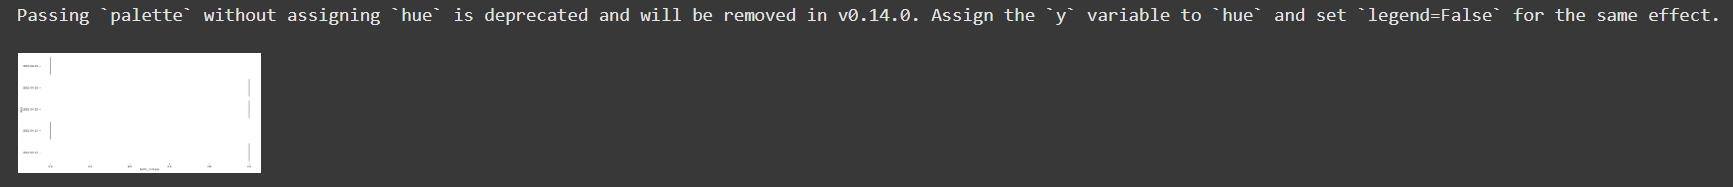 Passing `palette` without assigning `hue` is deprecated and will be removed in v0.14.0. Assign the `y` variable to `hue` and set `legend=False` for the same effect.